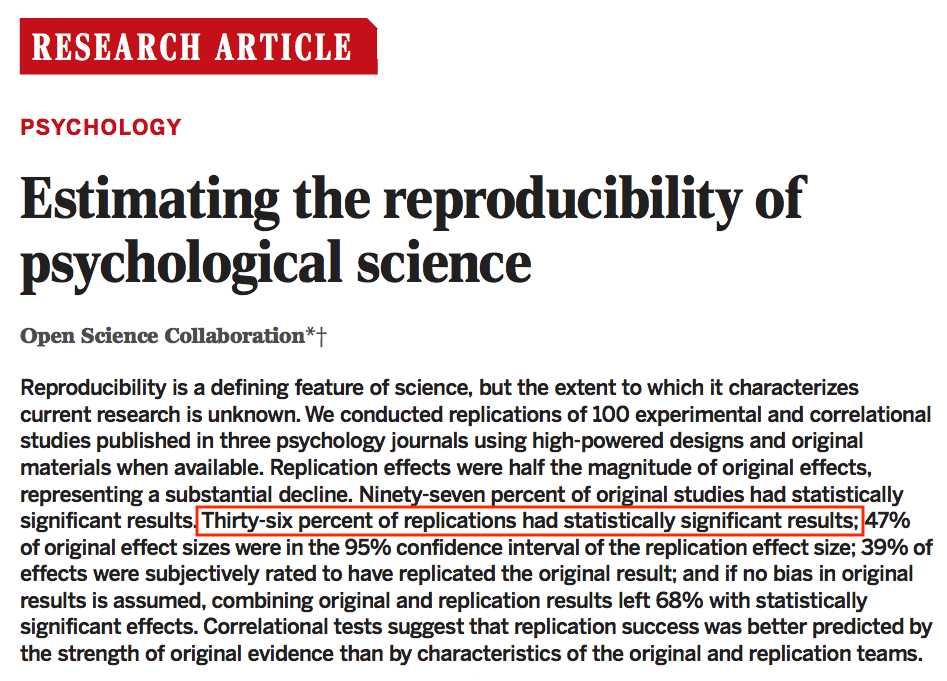 RESEARCH ARTICLE
PSYCHOLOGY
Estimating the reproducibility of
psychological science
Open Science Collaboration*†
Reproducibility is a defining feature of science, but the extent to which it characterizes
current research is unknown. We conducted replications of 100 experimental and correlational
studies published in three psychology journals using high-powered designs and original
materials when available. Replication effects were half the magnitude of original effects,
representing a substantial decline. Ninety-seven percent of original studies had statistically
significant results. Thirty-six percent of replications had statistically significant results; 47%
of original effect sizes were in the 95% confidence interval of the replication effect size; 39% of
effects were subjectively rated to have replicated the original result; and if no bias in original
results is assumed, combining original and replication results left 68% with statistically
significant effects. Correlational tests suggest that replication success was better predicted by
the strength of original evidence than by characteristics of the original and replication teams.